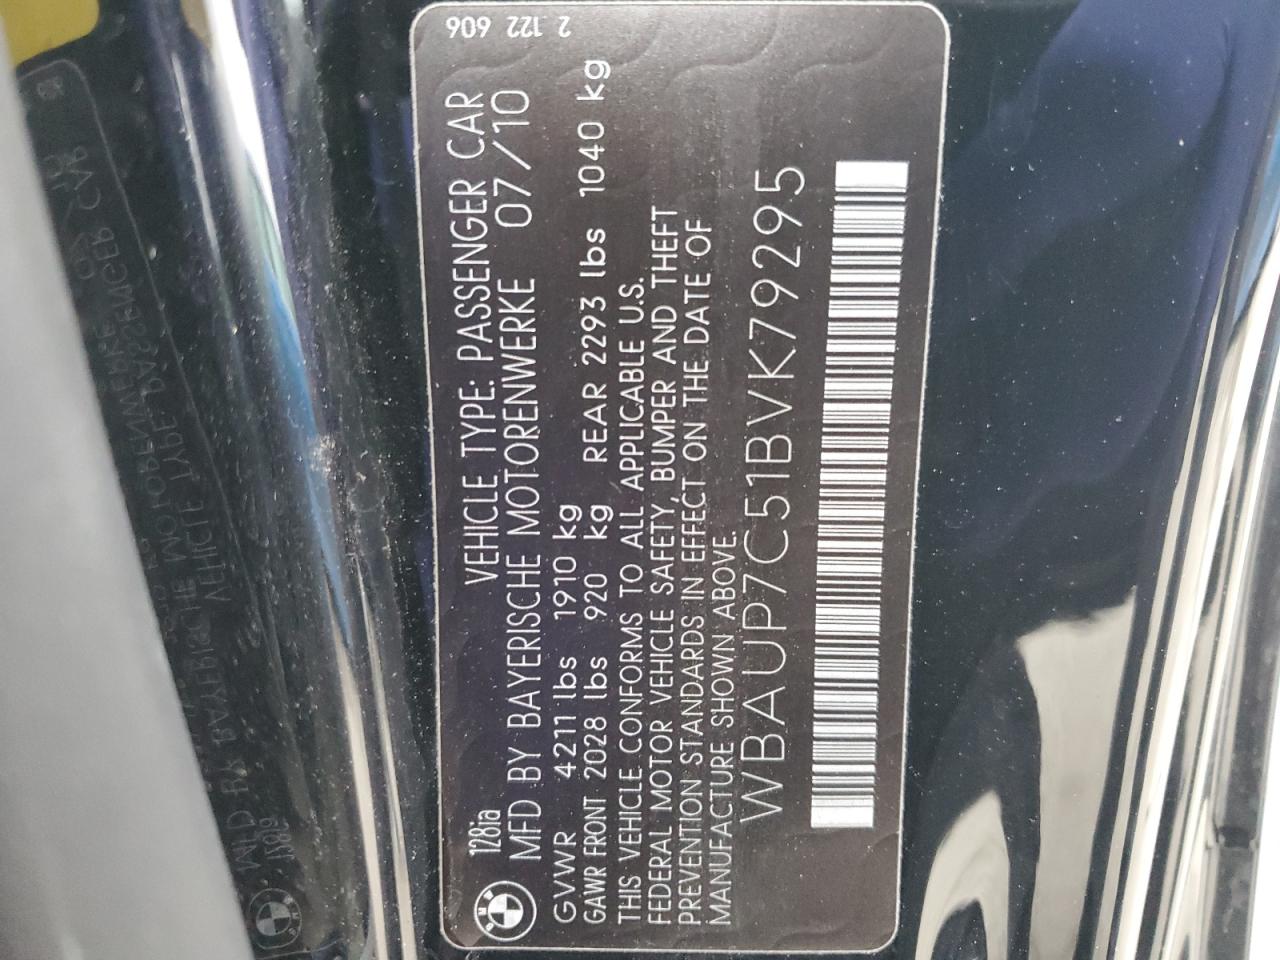 128ia VEHICLE TYPE: PASSENGER CAR
MFD BY BAYERISCHE MOTORENWERKE 07/10
GVWR 4211 lbs 1910 kg
GAWR FRONT 2028 lbs 920 kg REAR 2293 lbs 1040 kg
THIS VEHICLE CONFORMS TO ALL APPLICABLE U.S.
FEDERAL MOTOR VEHICLE SAFETY, BUMPER AND THEFT
PREVENTION STANDARDS IN EFFECT ON THE DATE OF
MANUFACTURE SHOWN ABOVE.
WBAUP7C51BVK79295
2 122 606